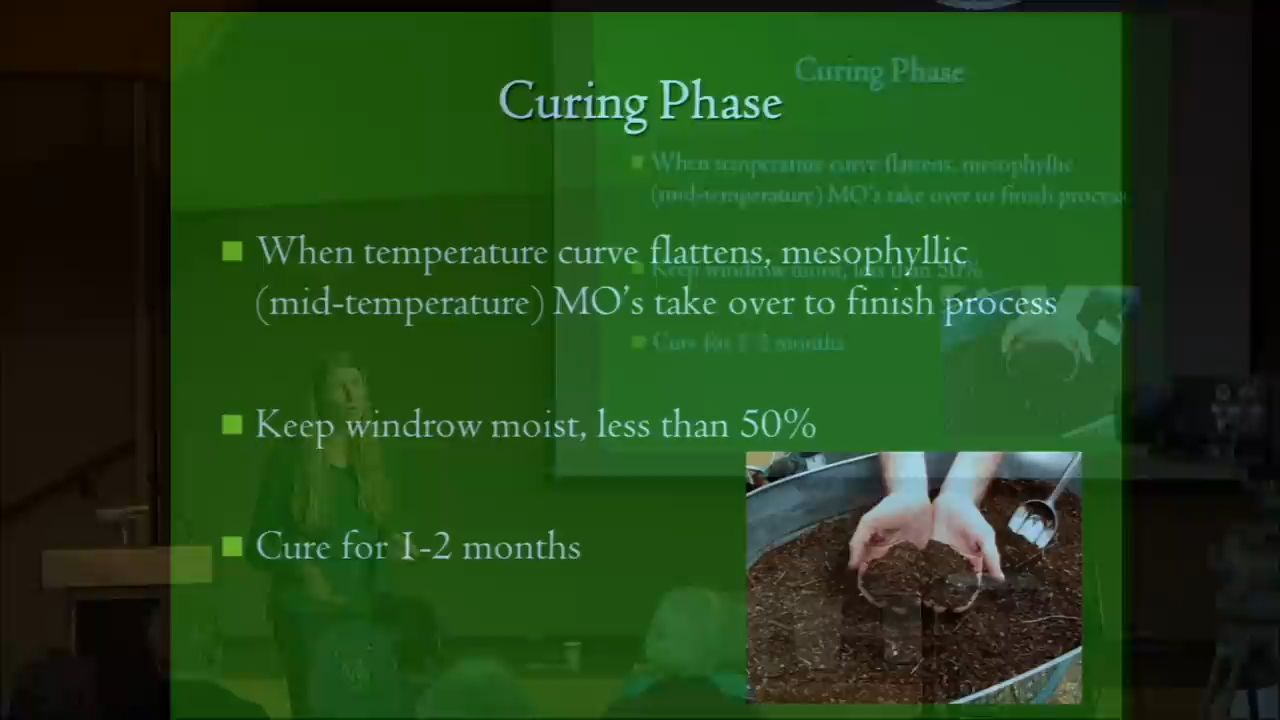 Curing Phase
When temperature curve flattens, mesophyllic
(mid-temperature) MO's take over to finish process
Keep windrow moist, less than 50%
Cure for 1-2 months
Curing Phase
When temperature curve flattens, mesophyllic
(mid-temperature) MO's take over to finish process
Keep windrow moist, less than 50%
Cure for 1-2 months